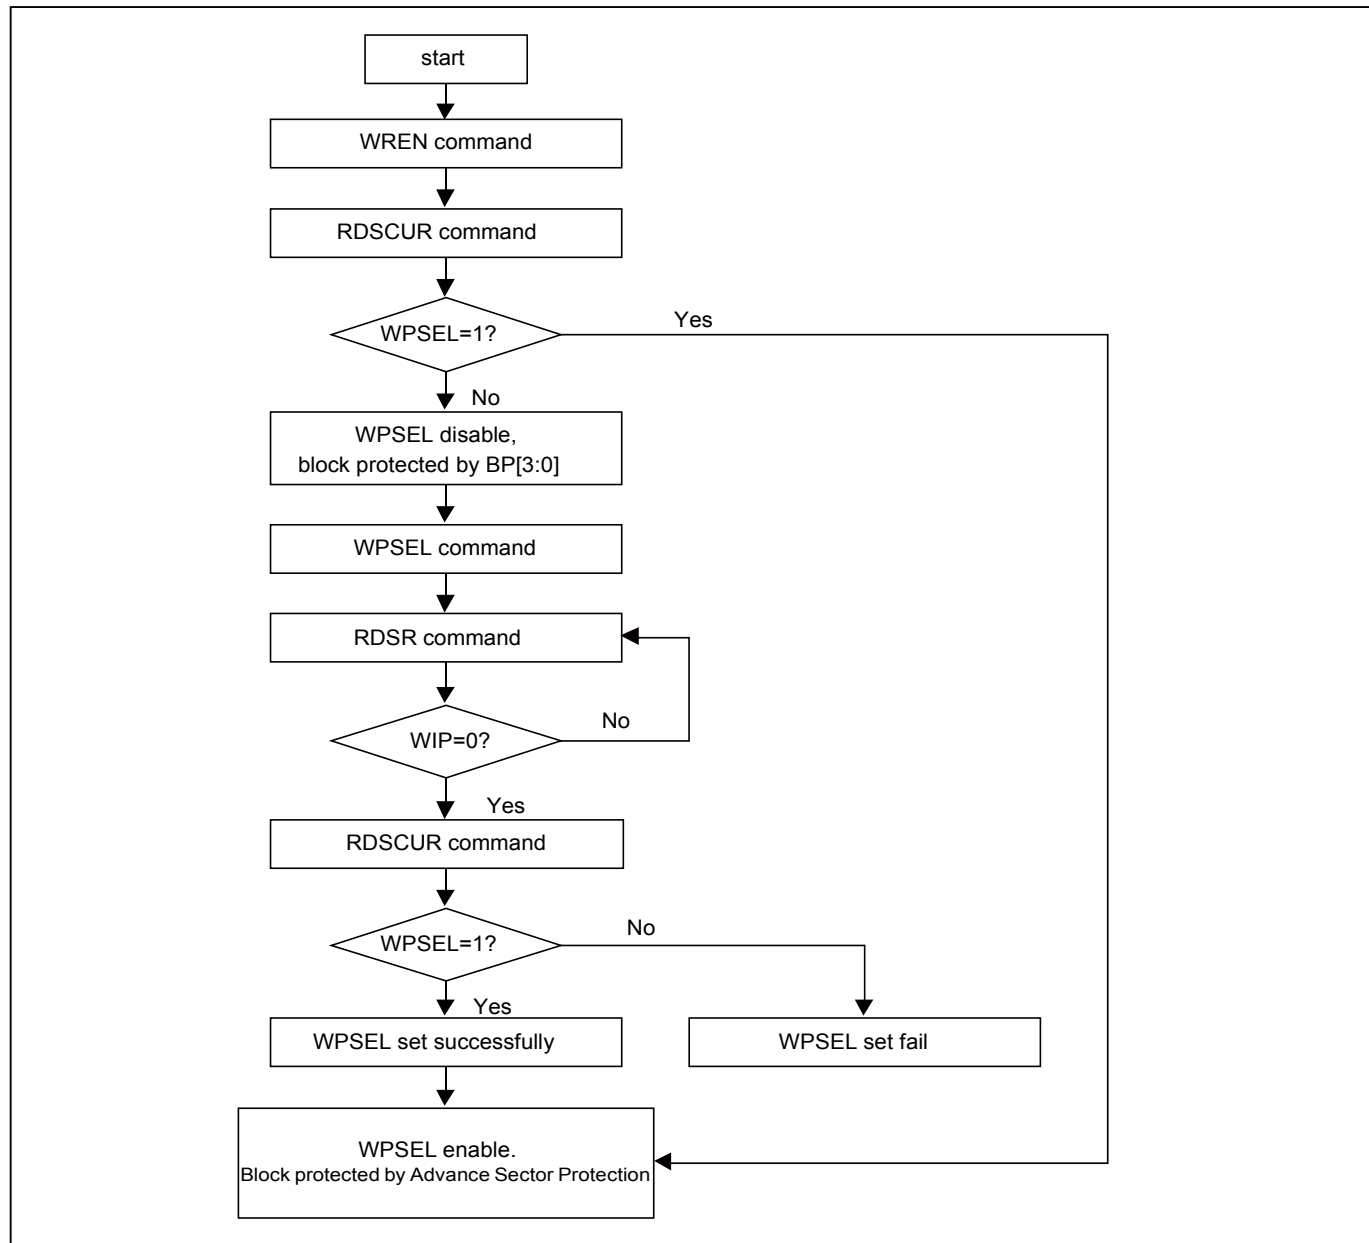 start
WREN command
RDSCUR command
WPSEL=1?
Yes
No
WPSEL disable,
block protected by BP[3:0]
WPSEL command
RDSR command
WIP=0?
No
Yes
RDSCUR command
WPSEL=1?
No
Yes
WPSEL set successfully
WPSEL set fail
WPSEL enable.
Block protected by Advance Sector Protection